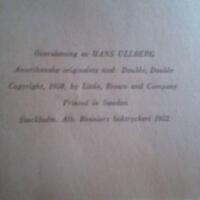 Översättning av HANS ULLBERG
Amerikanska originalets titel: Double, Double
Copyright, 1950, by Little, Brown and Company
Printed in Sweden
Stockholm. Alb. Bonniers boktryckeri 1952